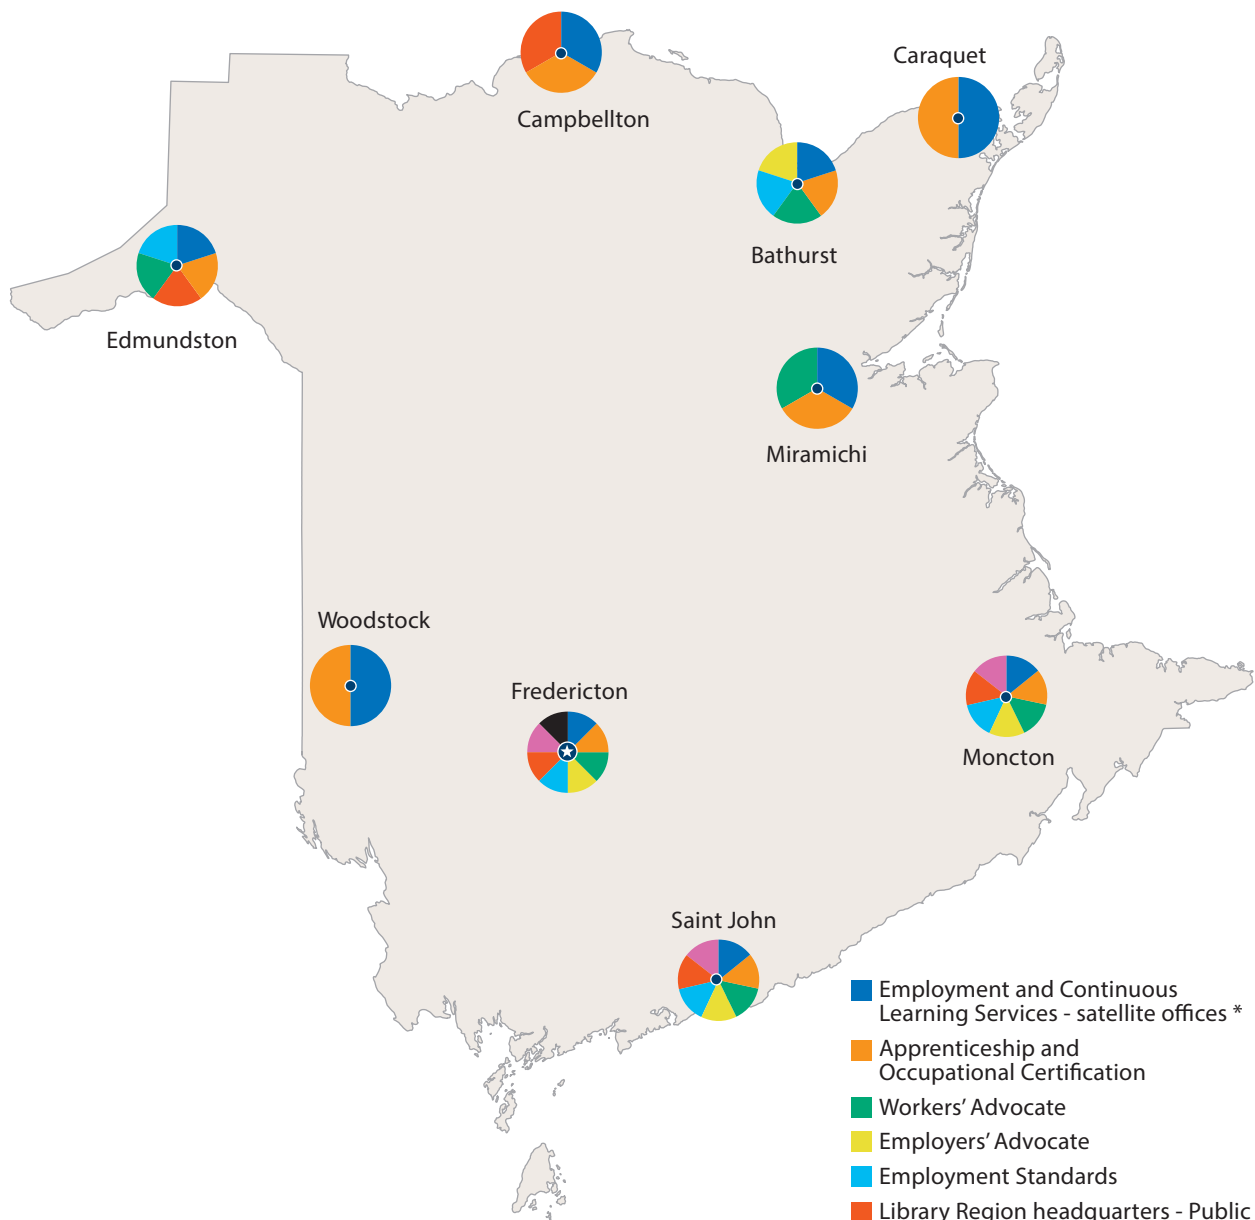 Caraquet
Campbellton
Bathurst
Edmundston
Miramichi
Woodstock
Fredericton
Moncton
Saint John
Employment and Continuous
Learning Services - satellite offices *
Apprenticeship and
Occupational Certification
Workers' Advocate
Employers' Advocate
Employment Standards
Library Region headquarters - Public